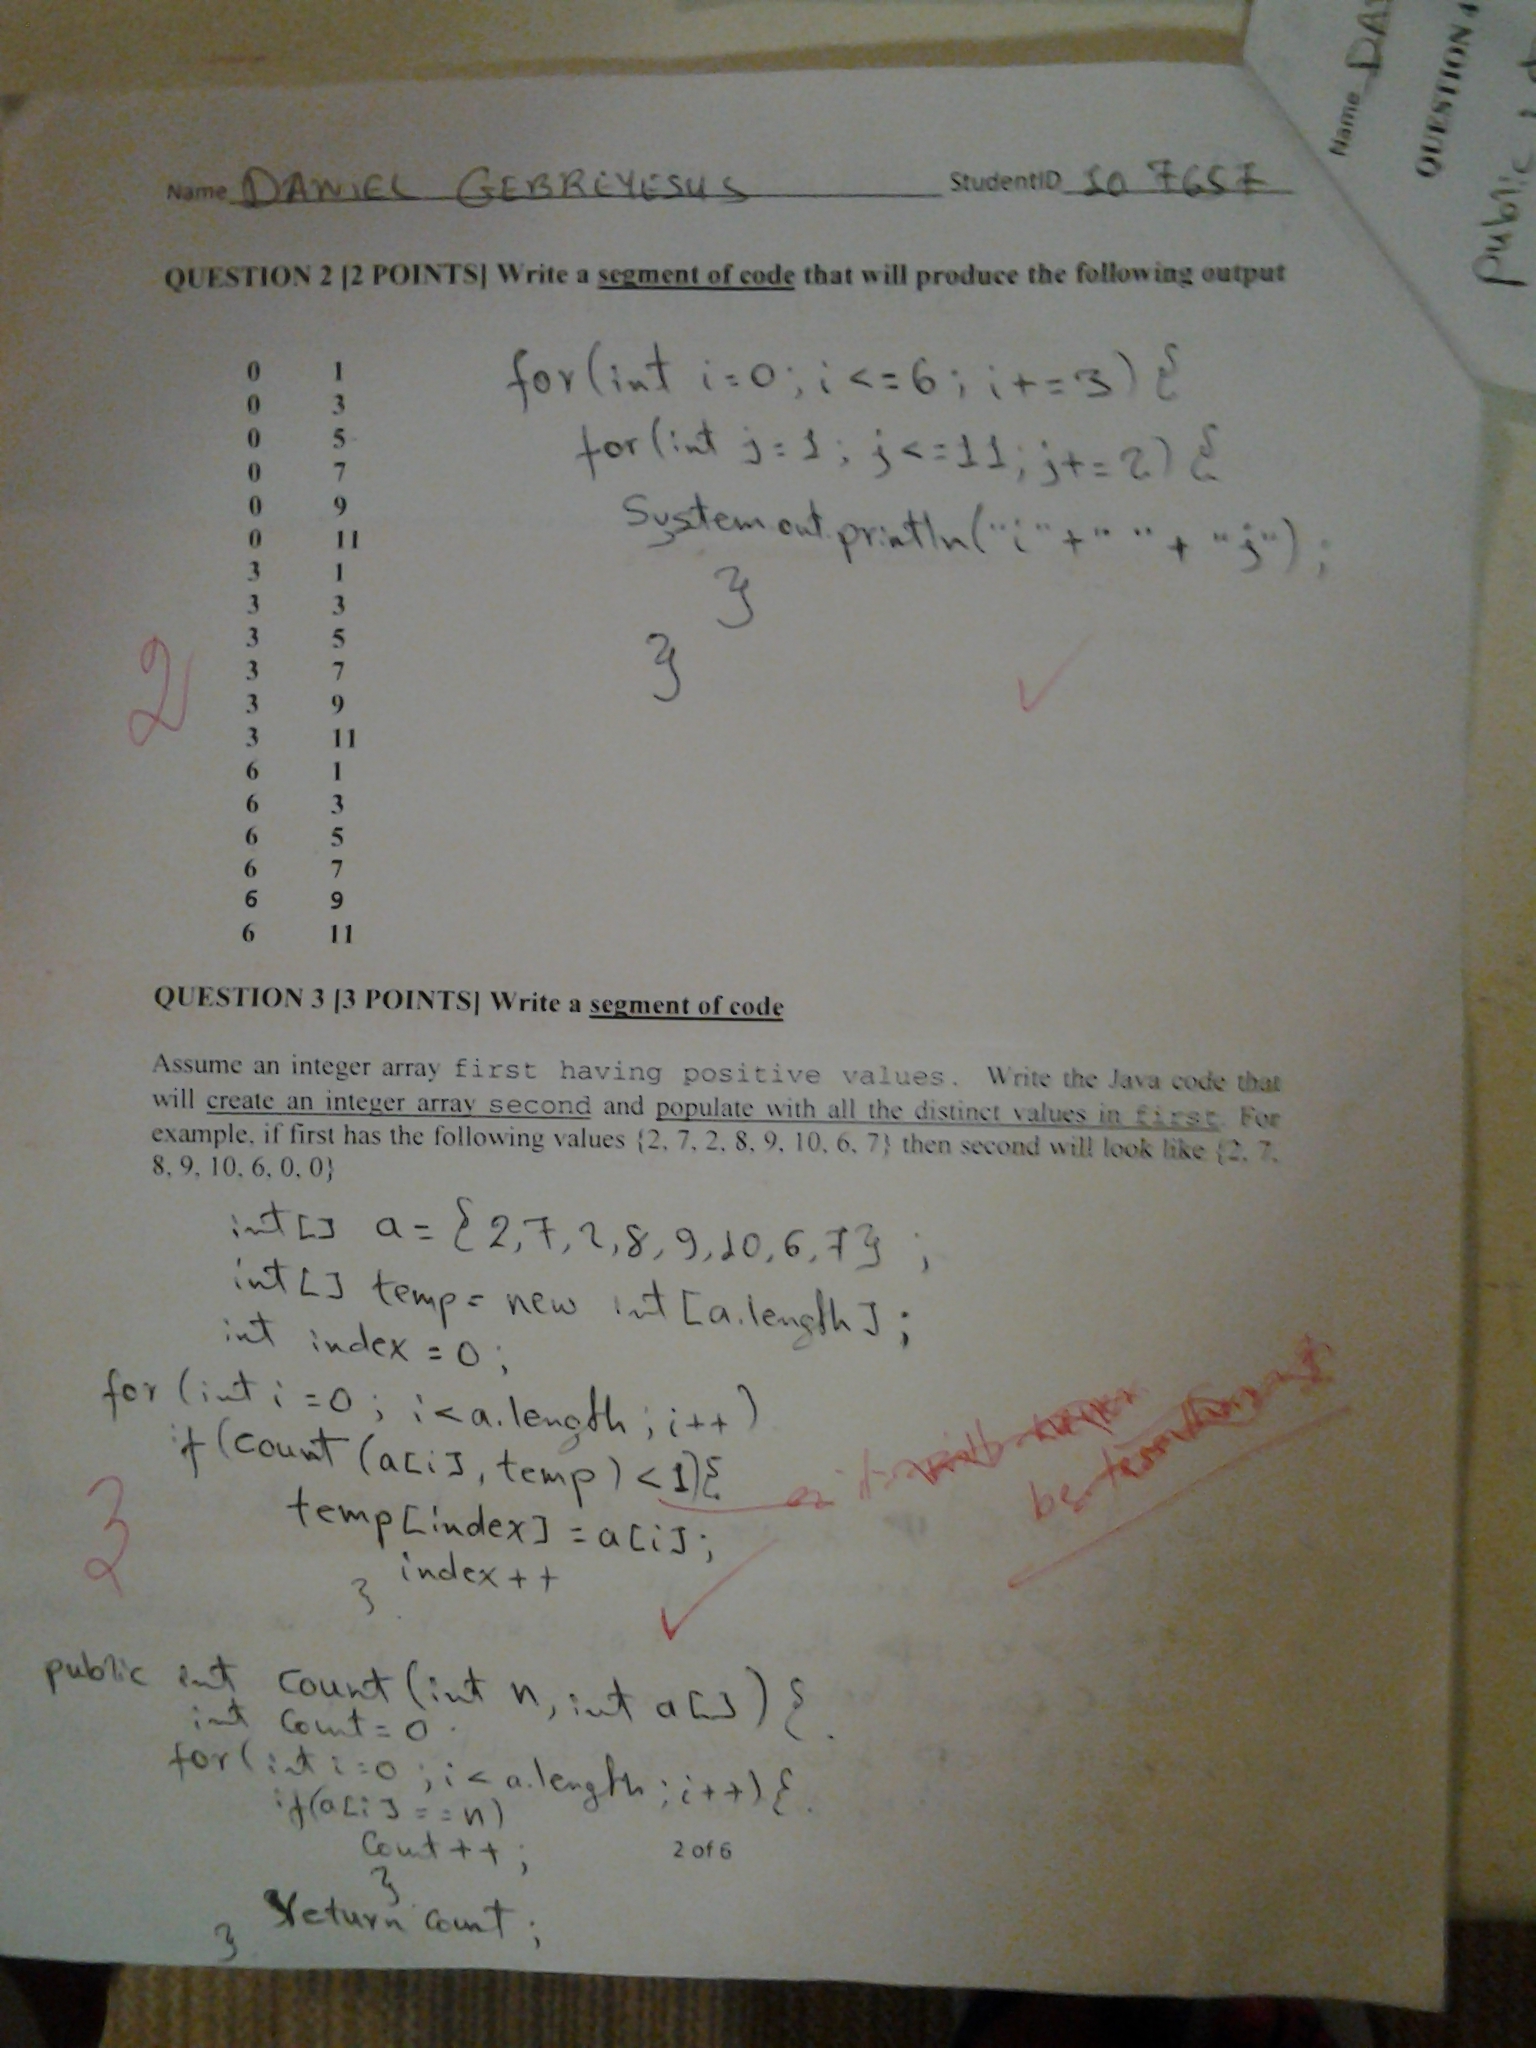 Name DANIEL GEBREYESUS StudentID 10 7657
QUESTION 2 [2 POINTS] Write a segment of code that will produce the following output
0 1
0 3
0 5
0 7
0 9
0 11
3 1
3 3
3 5
3 7
3 9
3 11
6 1
6 3
6 5
6 7
6 9
6 11
for(int i=0; i<=6; i+=3) {
for(int j=1; j<=11; j+=2) {
System.out.println("i"+" "+ "j");
}
}
2
QUESTION 3 [3 POINTS] Write a segment of code
Assume an integer array first having positive values. Write the Java code that
will create an integer array second and populate with all the distinct values in first. For
example, if first has the following values {2, 7, 2, 8, 9, 10, 6, 7} then second will look like {2, 7,
8, 9, 10, 6, 0, 0}
int[] a = {2,7,2,8,9,10,6,7} ;
int[] temp= new int[a.length];
int index = 0;
for (int i=0; i<a.length; i++)
if(count (a[i], temp) <1){
temp[index] = a[i];
index++
}
3
public int count(int n, int a[]) {
int count=0
for(int i=0; i< a.length; i++) {
if(a[i]==n)
count++;
}
return count;
}
2 of 6
Name DA
QUESTION 4
public